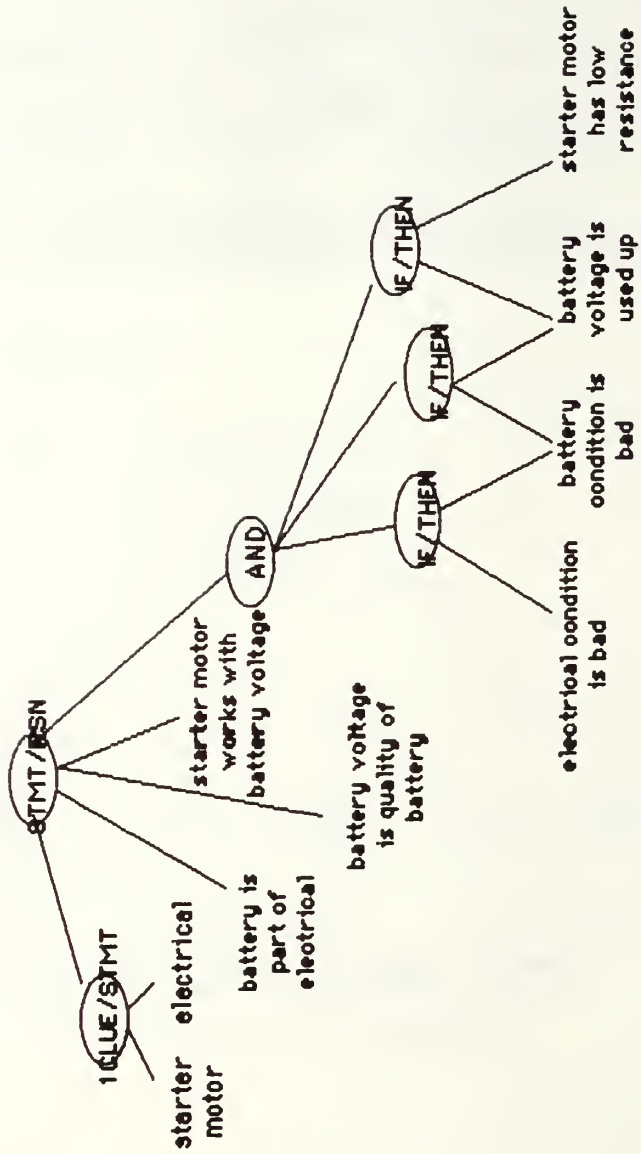 STMT/RSN
1CLUE/STMT
AND
IF/THEN
IF/THEN
IF/THEN
starter
motor
electrical
battery is
part of
electrical
battery voltage
is quality of
battery
starter motor
works with
battery voltage
electrical condition
is bad
battery
condition is
bad
battery
voltage is
used up
starter motor
has low
resistance